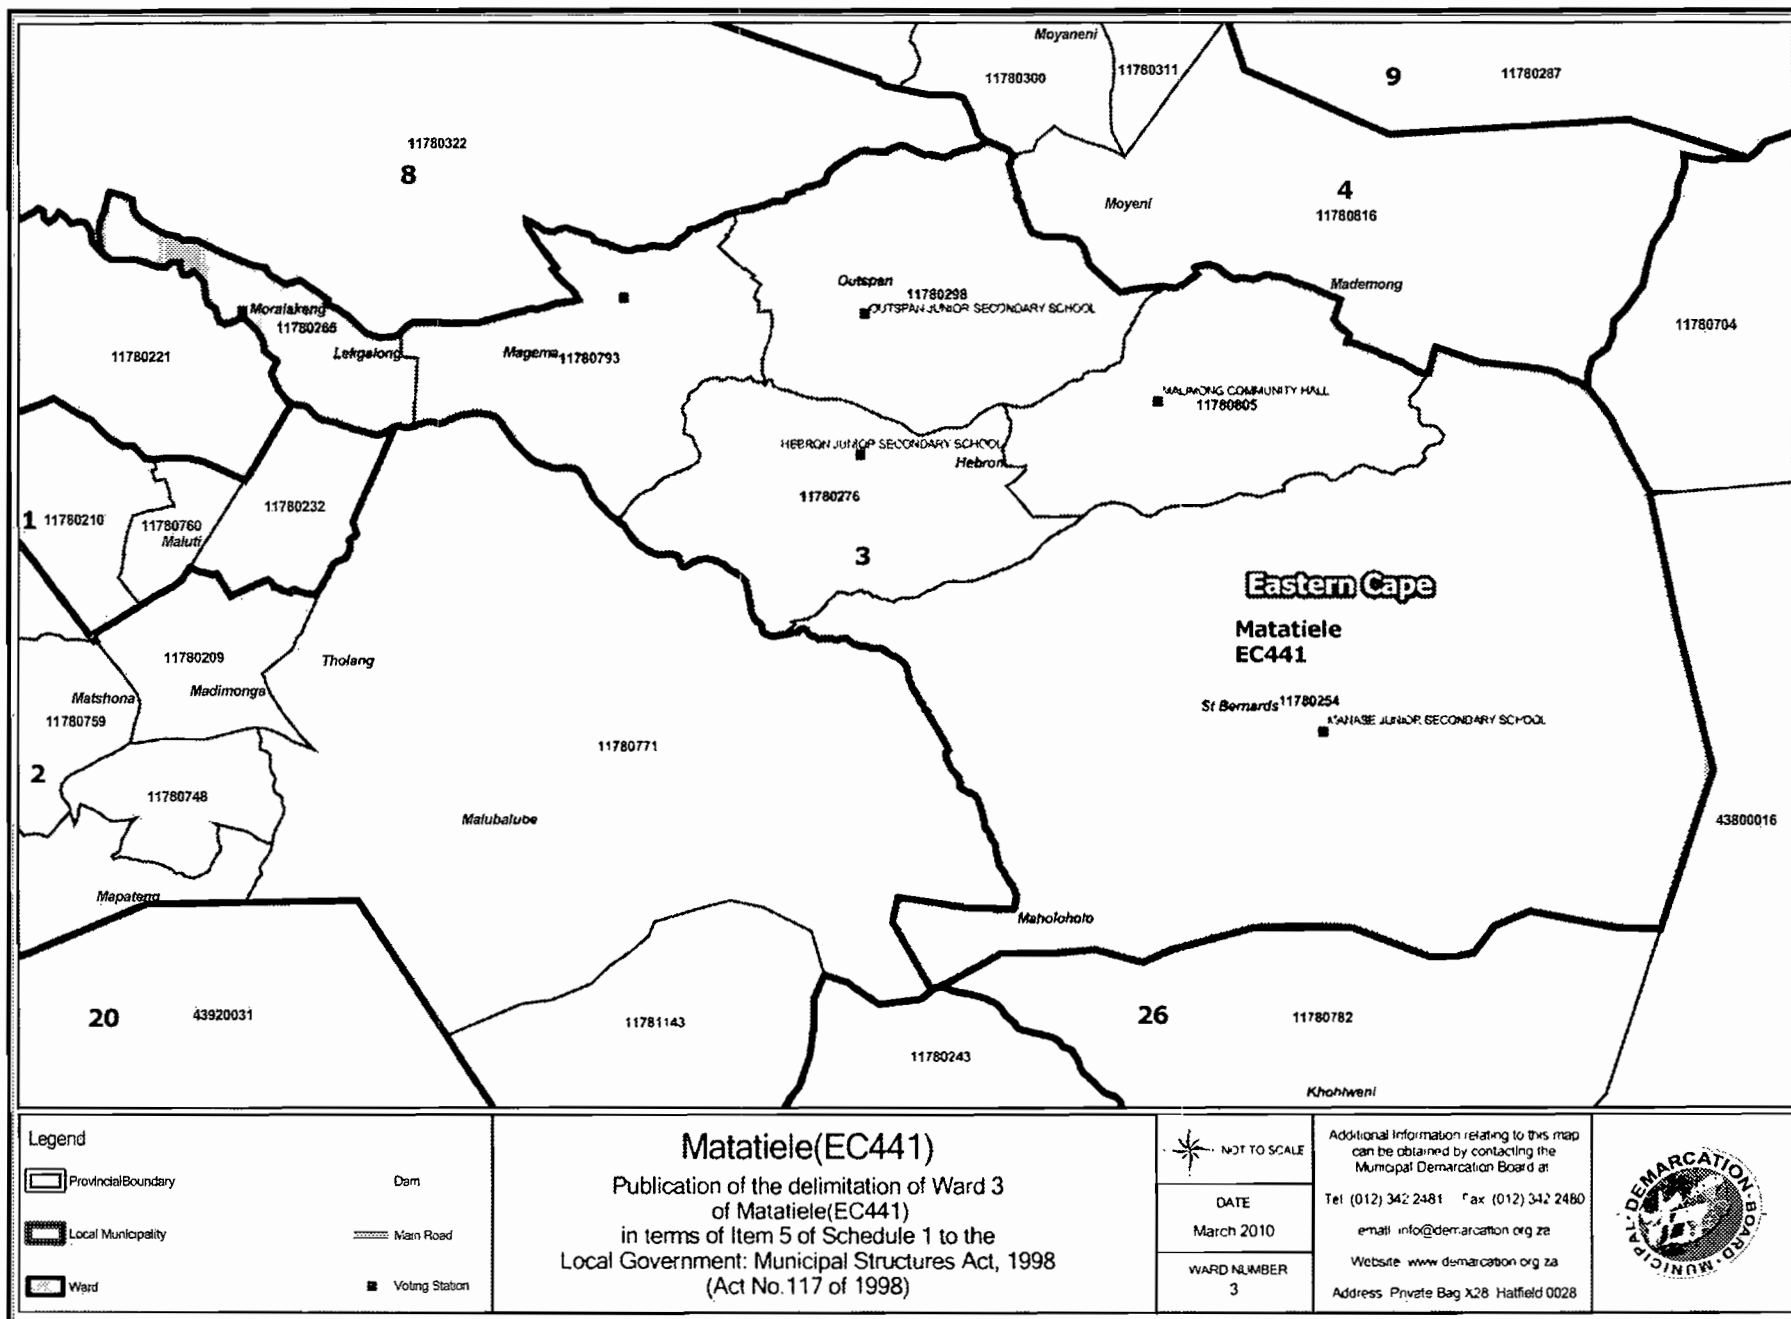 Moyaneni
11780300
11780311
9
11780287
11780322
8
4
11780816
Moyeni
Mademong
11780704
Outspan
11780298
OUTSPAN JUNIOR SECONDARY SCHOOL
Moralakeng
11780265
Lekgalong
11780221
Magema
11780793
MALIMONG COMMUNITY HALL
11780805
HEBRON JUNIOR SECONDARY SCHOOL
Hebron
11780276
1
11780210
11780760
Maluti
11780232
3
Eastern Cape
Matatiele
EC441
11780209
Madimonga
Tholang
Matshona
11780759
St Bernards
11780254
MANASE JUNIOR SECONDARY SCHOOL
11780771
2
11780748
Malubalube
43800016
Mapateng
Maholoholo
20
43920031
11781143
11780243
26
11780782
Khohlweni
Legend
Provincial Boundary
Dam
Local Municipality
Main Road
Ward
Voting Station
Matatiele(EC441)
Publication of the delimitation of Ward 3
of Matatiele(EC441)
in terms of Item 5 of Schedule 1 to the
Local Government: Municipal Structures Act, 1998
(Act No.117 of 1998)
NOT TO SCALE
DATE
March 2010
WARD NUMBER
3
Additional Information relating to this map
can be obtained by contacting the
Municipal Demarcation Board at
Tel (012) 342 2481 Fax (012) 342 2480
email info@demarcation org za
Website www demarcation org za
Address Private Bag X28 Hatfield 0028
MUNICIPAL DEMARCATION BOARD